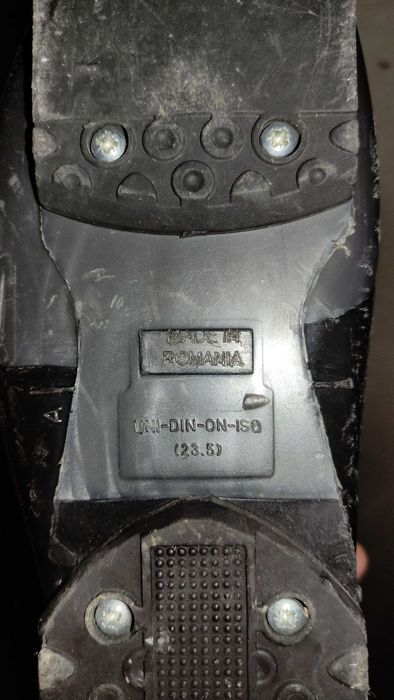 MADE IN
ROMANIA
UNI-DIN-ON-ISO
(23.5)
A